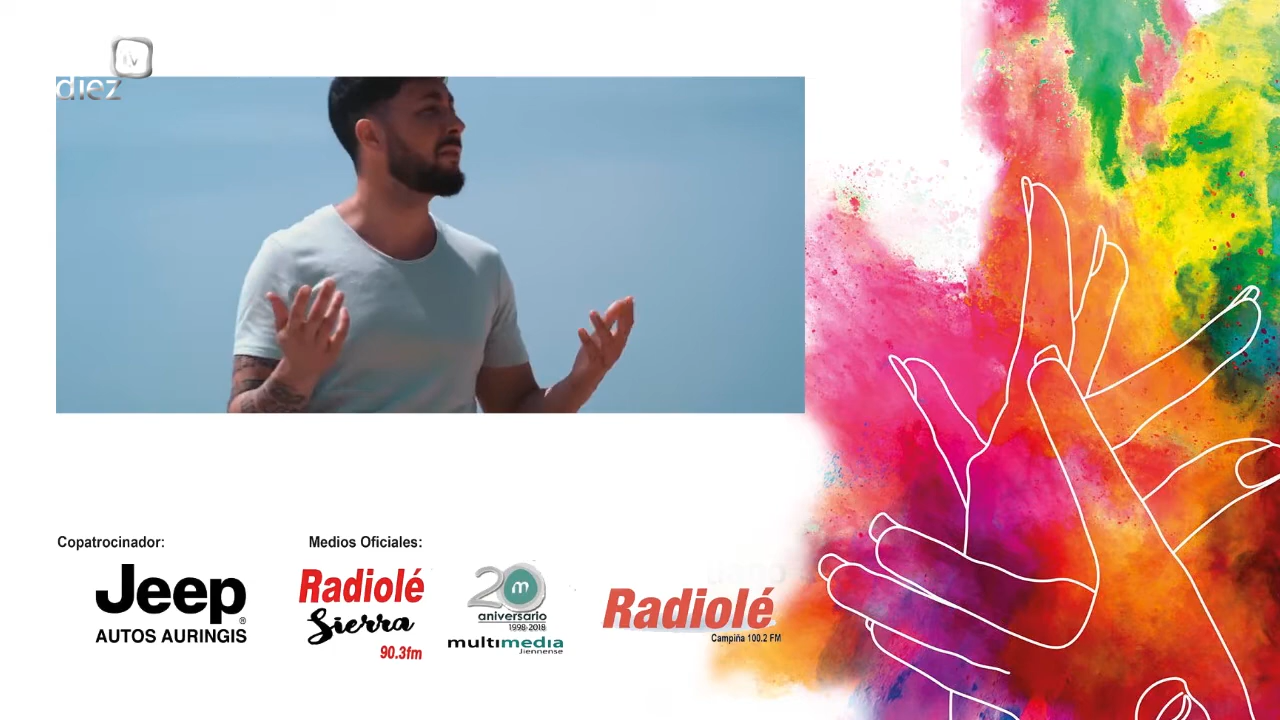 tv
diez
Copatrocinador:
Medios Oficiales:
Jeep®
AUTOS AURINGIS
Radiolé
Sierra
90.3fm
20
m
aniversario
1998-2018
multimedia
Jiennense
Radiolé
Campiña 100.2 FM